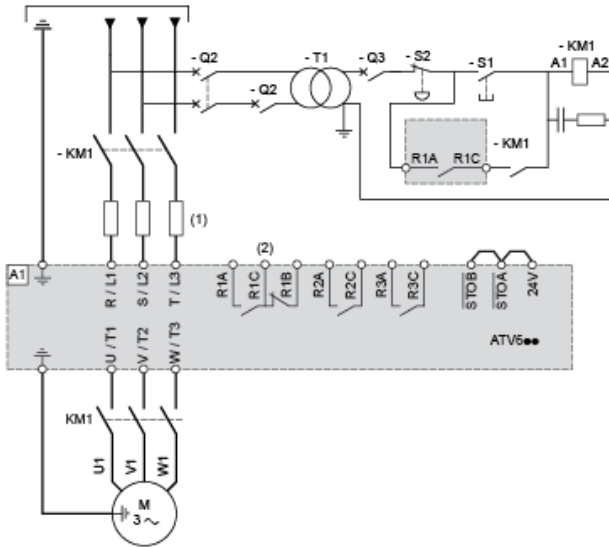 - Q2
- T1
- Q3
- S2
- S1
- KM1
A1
A2
- Q2
- KM1
R1A
R1C
- KM1
(1)
(2)
A1
R / L1
S / L2
T / L3
R1A
R1C
R1B
R2A
R2C
R3A
R3C
STOB
STOA
24V
U / T1
V / T2
W / T3
ATV6●●
KM1
U1
V1
W1
M
3 ~